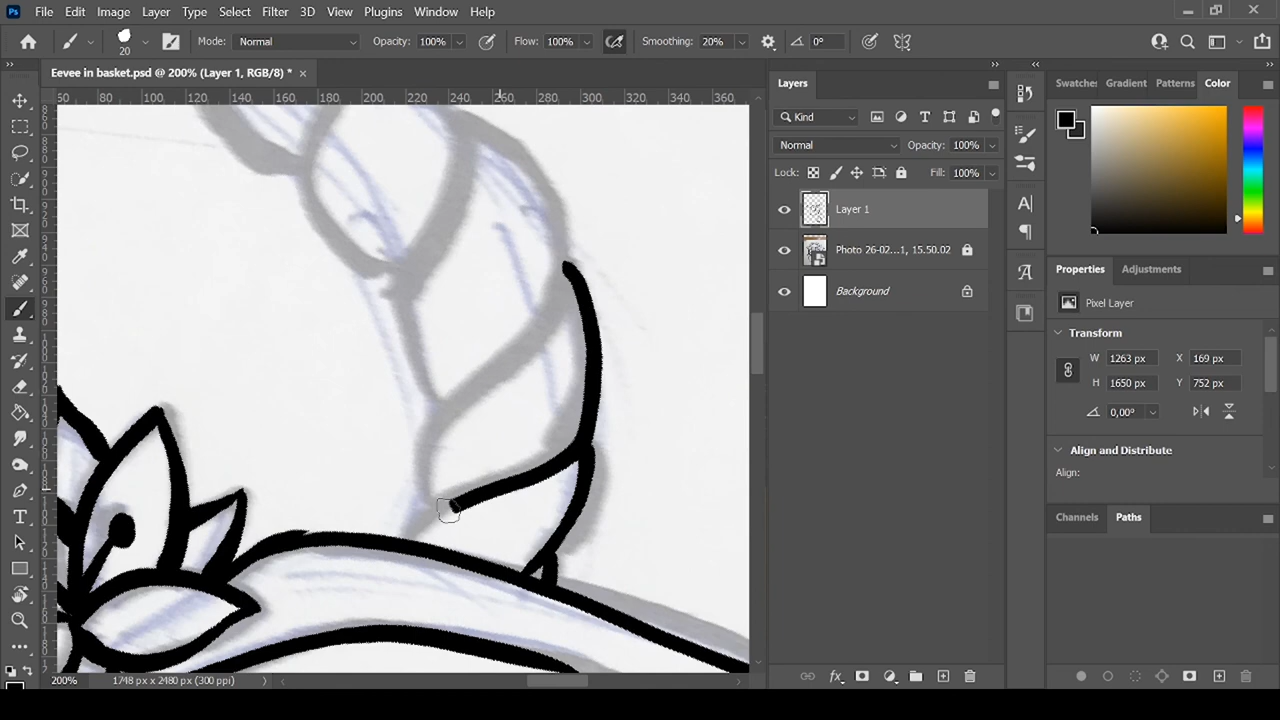 File Edit Image Layer Type Select Filter 3D View Plugins Window Help
20 Mode: Normal Opacity: 100% Flow: 100% Smoothing: 20% 0°
Eevee in basket.psd @ 200% (Layer 1, RGB/8) *
60 80 100 120 140 160 180 200 220 240 260 280 300 320 340 360
Layers
Kind
Normal Opacity: 100%
Lock: Fill: 100%
Layer 1
Photo 26-02...1, 15.50.02
Background
Swatches Gradient Patterns Color
Properties Adjustments
Pixel Layer
Transform
W 1263 px X 169 px
H 1650 px Y 752 px
0,00°
Align and Distribute
Align:
Channels Paths
200% 1748 px x 2480 px (300 ppi)